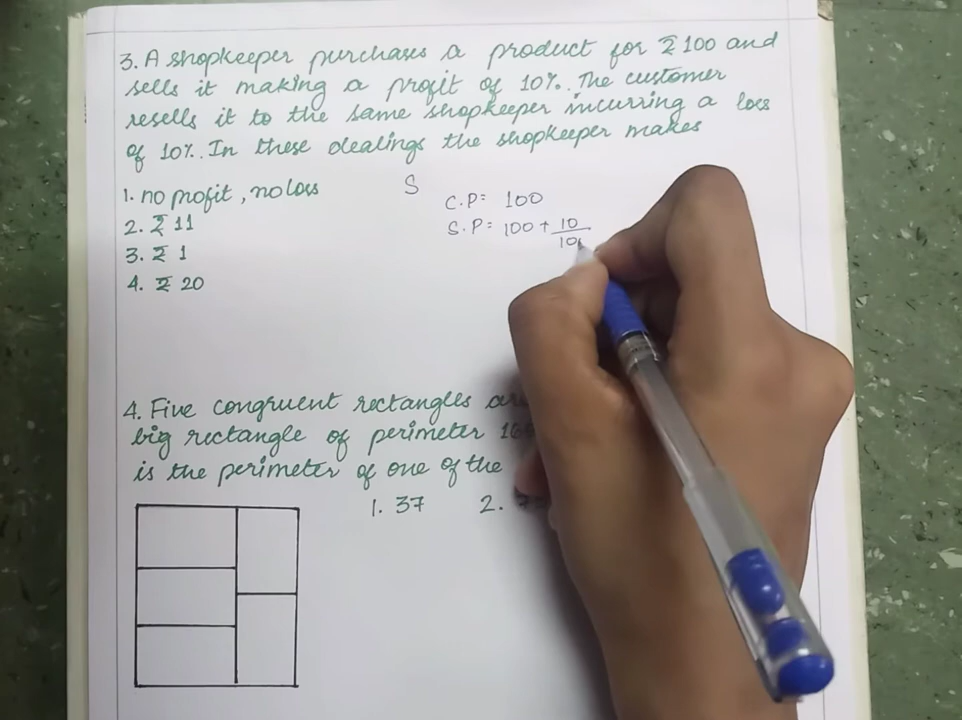 3. A shopkeeper purchases a product for ₹100 and
sells it making a profit of 10%. The customer
resells it to the same shopkeeper incurring a loss
of 10%. In these dealings the shopkeeper makes
1. no profit, no loss
2. ₹ 11
3. ₹ 1
4. ₹ 20
S
C.P = 100
S.P = 100 + 10
4. Five congruent rectangles
big rectangle of perimeter
is the perimeter of one of the
1. 37 2.